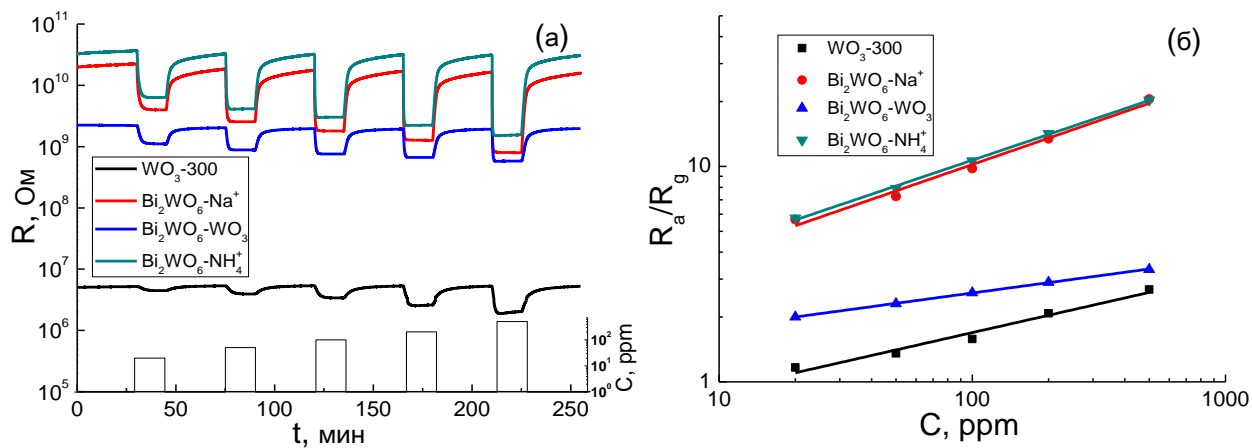 (а)
R, Ом
10¹¹
10¹⁰
10⁹
10⁸
10⁷
10⁶
10⁵
WO₃-300
Bi₂WO₆-Na⁺
Bi₂WO₆-WO₃
Bi₂WO₆-NH₄⁺
10²
10¹
10⁰
C, ppm
0
50
100
150
200
250
t, мин
(б)
Rₐ/R_g
10
1
WO₃-300
Bi₂WO₆-Na⁺
Bi₂WO₆-WO₃
Bi₂WO₆-NH₄⁺
10
100
1000
C, ppm